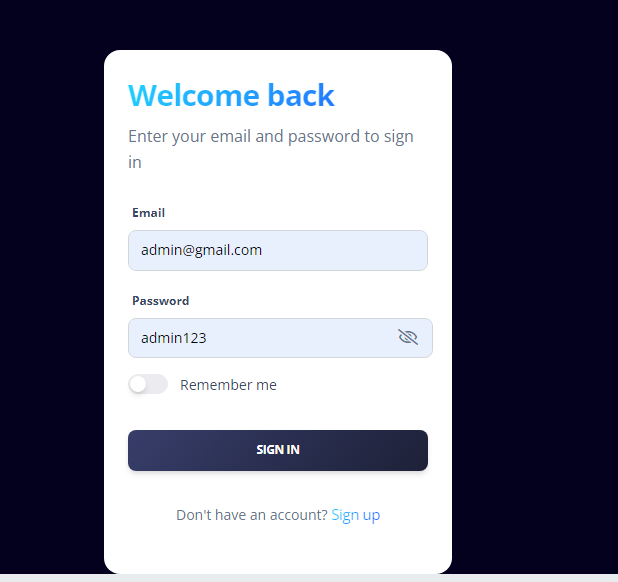 Welcome back
Enter your email and password to sign
in
Email
admin@gmail.com
Password
admin123
Remember me
SIGN IN
Don't have an account? Sign up